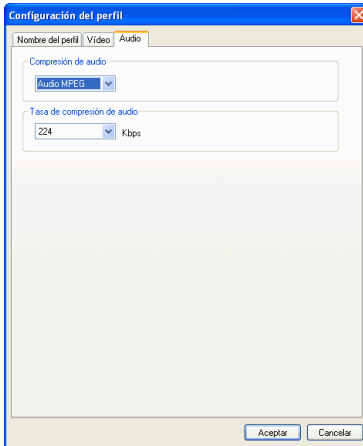 Configuración del perfil
Nombre del perfil Vídeo Audio
Compresión de audio
Audio MPEG
Tasa de compresión de audio
224 Kbps
Aceptar Cancelar